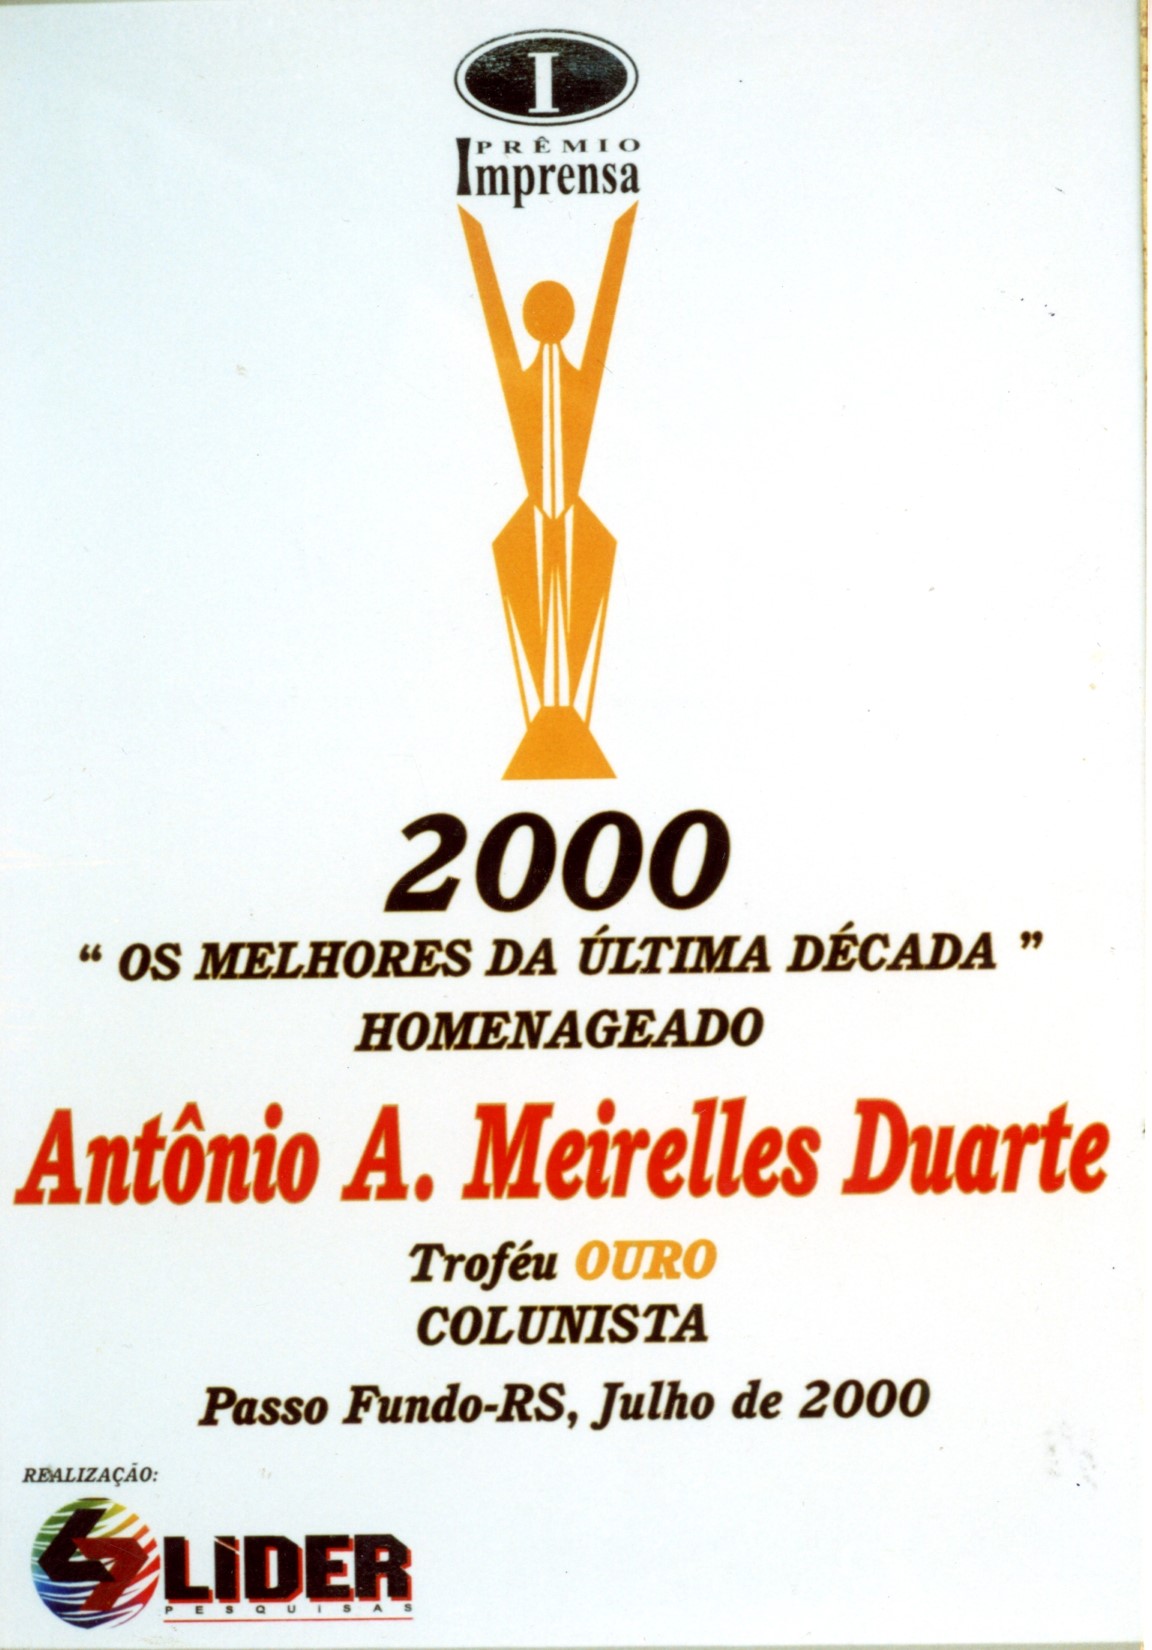 I
PRÊMIO
Imprensa
2000
“ OS MELHORES DA ÚLTIMA DÉCADA ”
HOMENAGEADO
Antônio A. Meirelles Duarte
Troféu OURO
COLUNISTA
Passo Fundo-RS, Julho de 2000
REALIZAÇÃO:
LÍDER
PESQUISAS